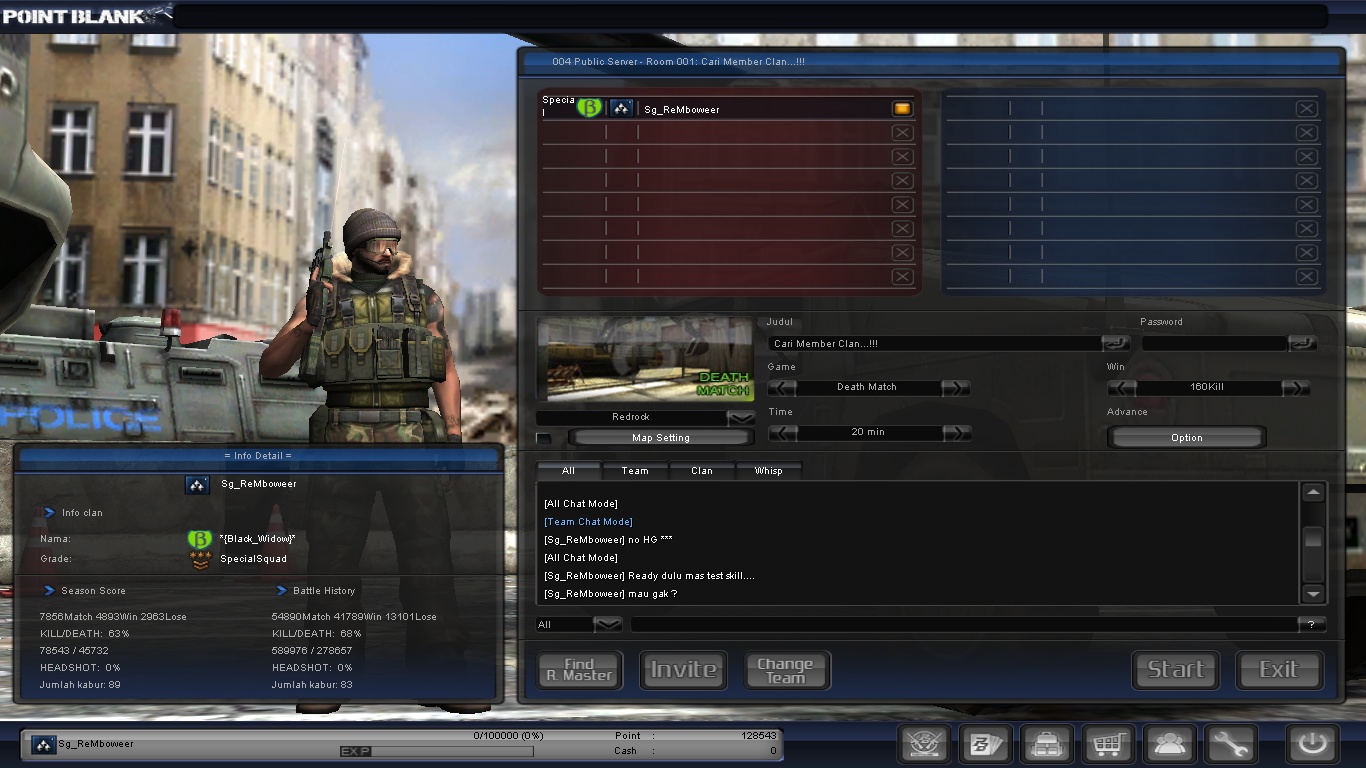 POINT BLANK
004 Public Server - Room 001: Cari Member Clan...!!!
Specia
l
B
Sg_ReMboweer
DEATH
MATCH
Redrock
Map Setting
Judul
Cari Member Clan...!!!
Password
Game
Death Match
Win
160Kill
Time
20 min
Advance
Option
All Team Clan Whisp
[All Chat Mode]
[Team Chat Mode]
[Sg_ReMboweer] no HG ***
[All Chat Mode]
[Sg_ReMboweer] Ready dulu mas test skill....
[Sg_ReMboweer] mau gak ?
All
?
Find
R. Master
Invite
Change
Team
Start
Exit
POLICE
= Info Detail =
Sg_ReMboweer
Info clan
Nama: B *{Black_Widow}*
Grade: SpecialSquad
Season Score
7856Match 4893Win 2963Lose
KILL/DEATH: 63%
78543 / 45732
HEADSHOT: 0%
Jumlah kabur: 89
Battle History
54890Match 41789Win 13101Lose
KILL/DEATH: 68%
589976 / 278657
HEADSHOT: 0%
Jumlah kabur: 83
Sg_ReMboweer
0/100000 (0%)
EXP
Point : 128543
Cash : 0